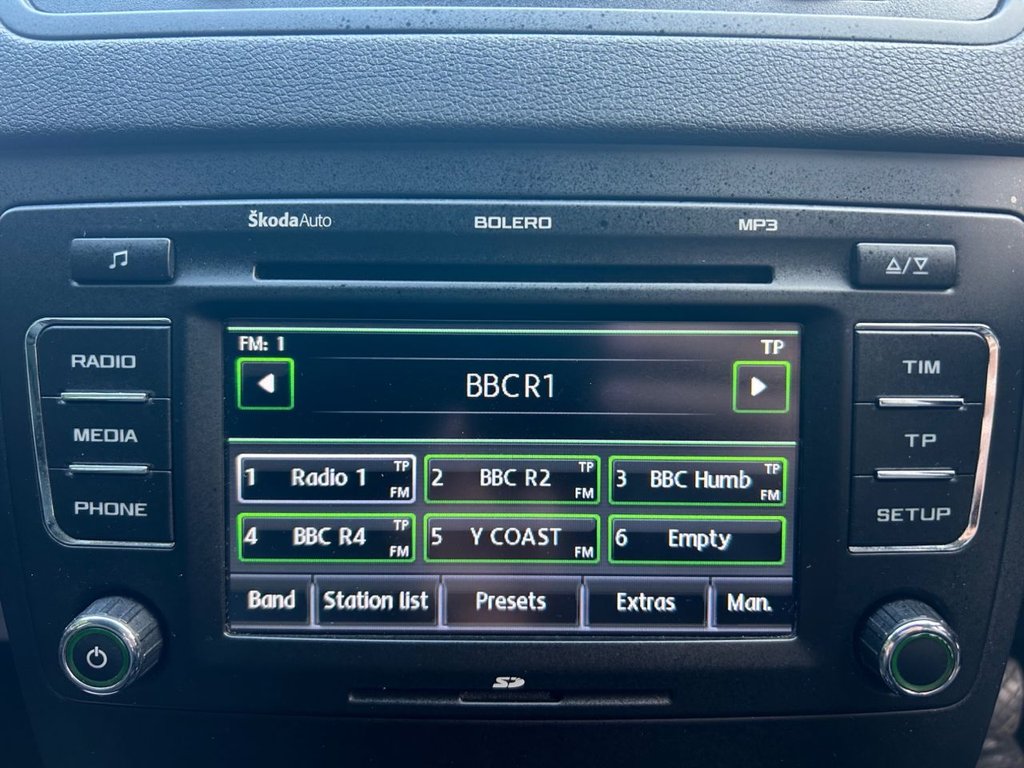 ŠkodaAuto BOLERO MP3
RADIO
MEDIA
PHONE
FM: 1 TP
BBC R1
1 Radio 1 TP FM
2 BBC R2 TP FM
3 BBC Humb TP FM
4 BBC R4 TP FM
5 Y COAST FM
6 Empty
Band Station list Presets Extras Man.
TIM
TP
SETUP
SD